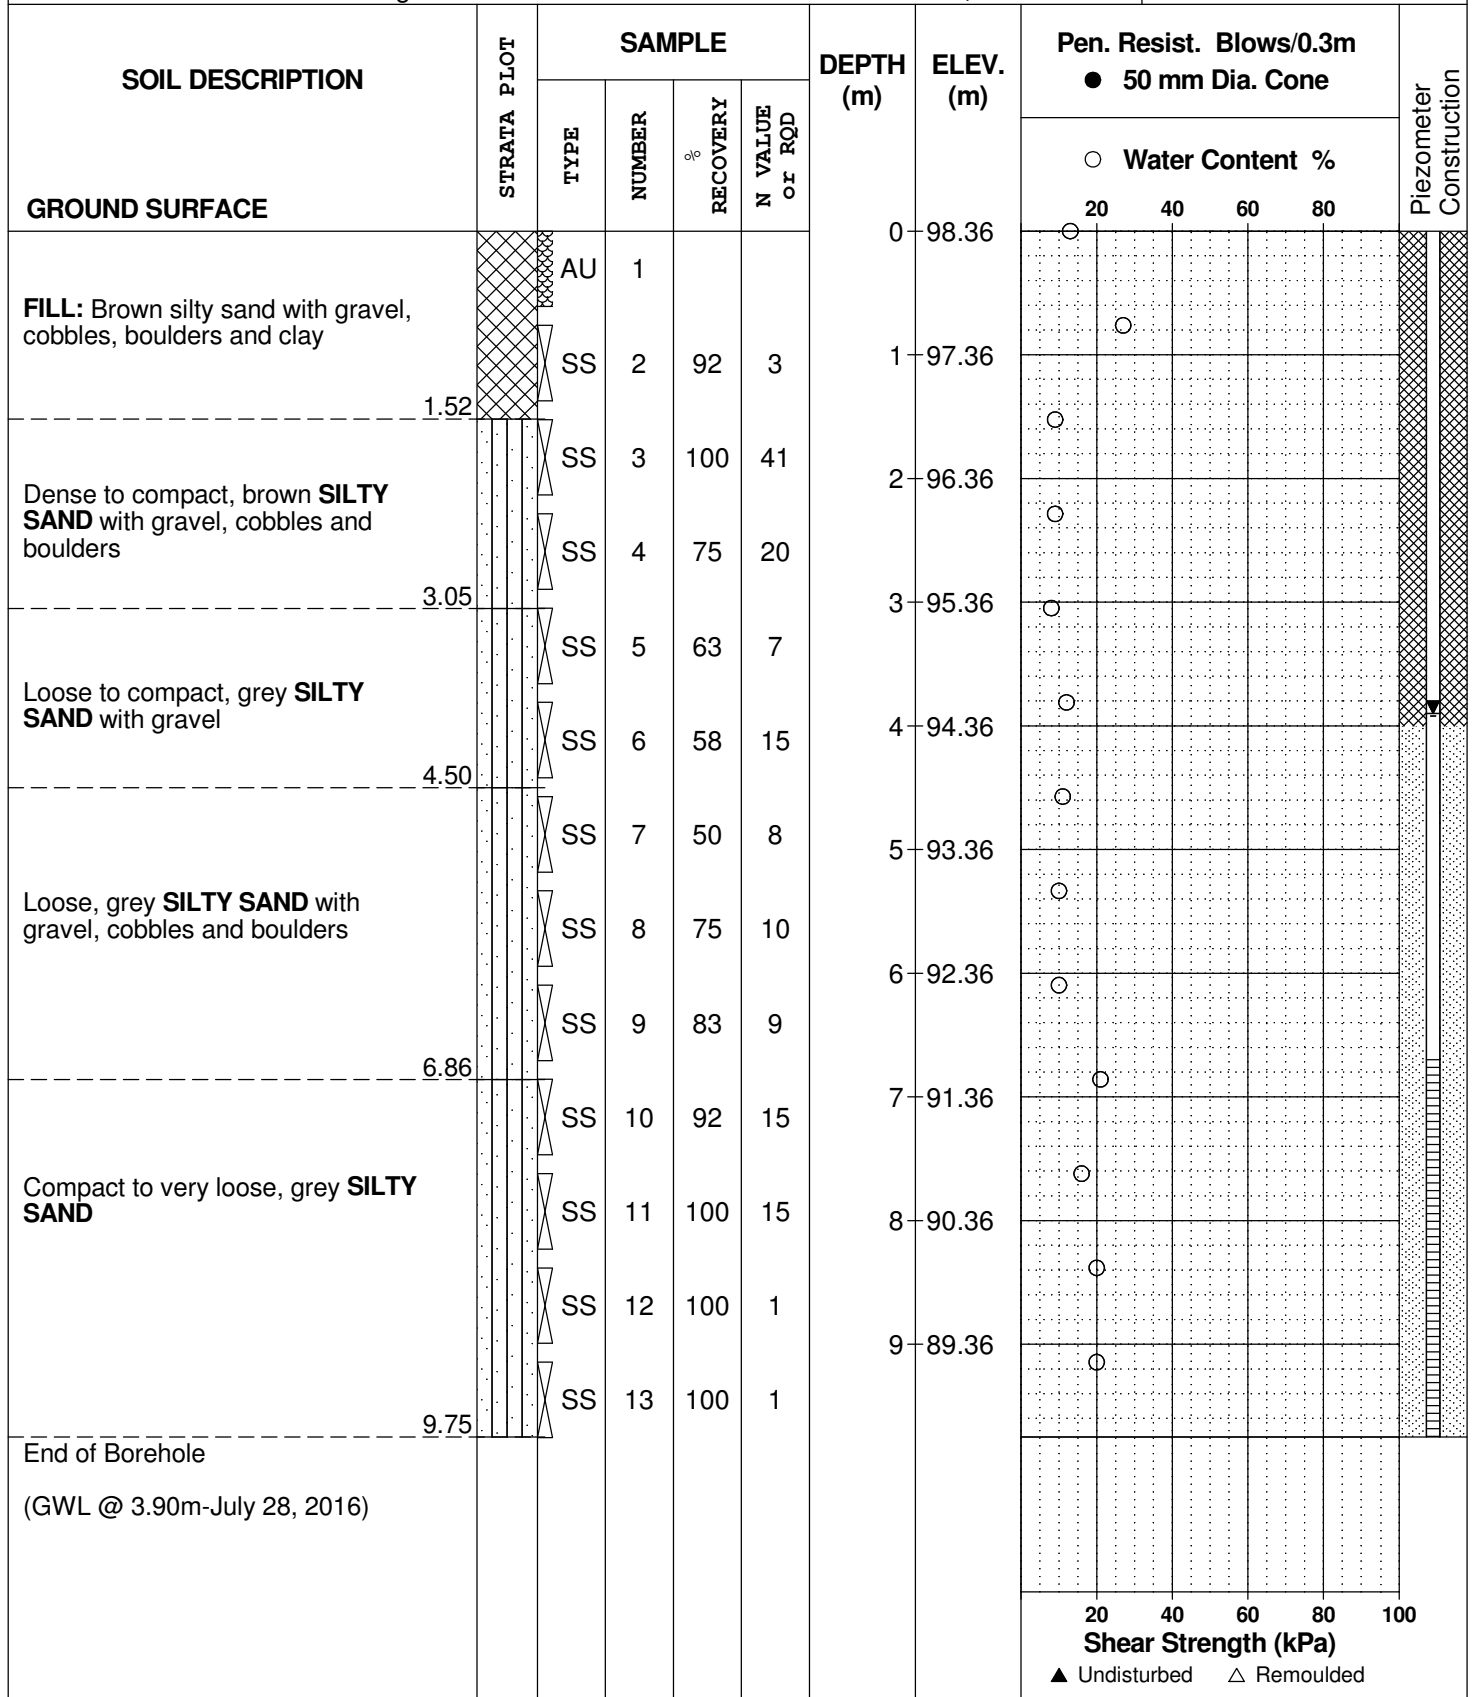 SOIL DESCRIPTION
GROUND SURFACE
STRATA PLOT
SAMPLE
TYPE
NUMBER
%
RECOVERY
N VALUE
or RQD
DEPTH
(m)
ELEV.
(m)
Pen. Resist. Blows/0.3m
● 50 mm Dia. Cone
○ Water Content %
20 40 60 80
Piezometer
Construction
0 98.36
AU 1
FILL: Brown silty sand with gravel,
cobbles, boulders and clay
SS 2 92 3
1 97.36
1.52
SS 3 100 41
2 96.36
Dense to compact, brown SILTY
SAND with gravel, cobbles and
boulders
SS 4 75 20
3.05
3 95.36
SS 5 63 7
Loose to compact, grey SILTY
SAND with gravel
4 94.36
SS 6 58 15
4.50
SS 7 50 8
5 93.36
Loose, grey SILTY SAND with
gravel, cobbles and boulders
SS 8 75 10
6 92.36
SS 9 83 9
6.86
7 91.36
SS 10 92 15
Compact to very loose, grey SILTY
SAND
SS 11 100 15
8 90.36
SS 12 100 1
9 89.36
SS 13 100 1
9.75
End of Borehole
(GWL @ 3.90m-July 28, 2016)
20 40 60 80 100
Shear Strength (kPa)
▲ Undisturbed △ Remoulded